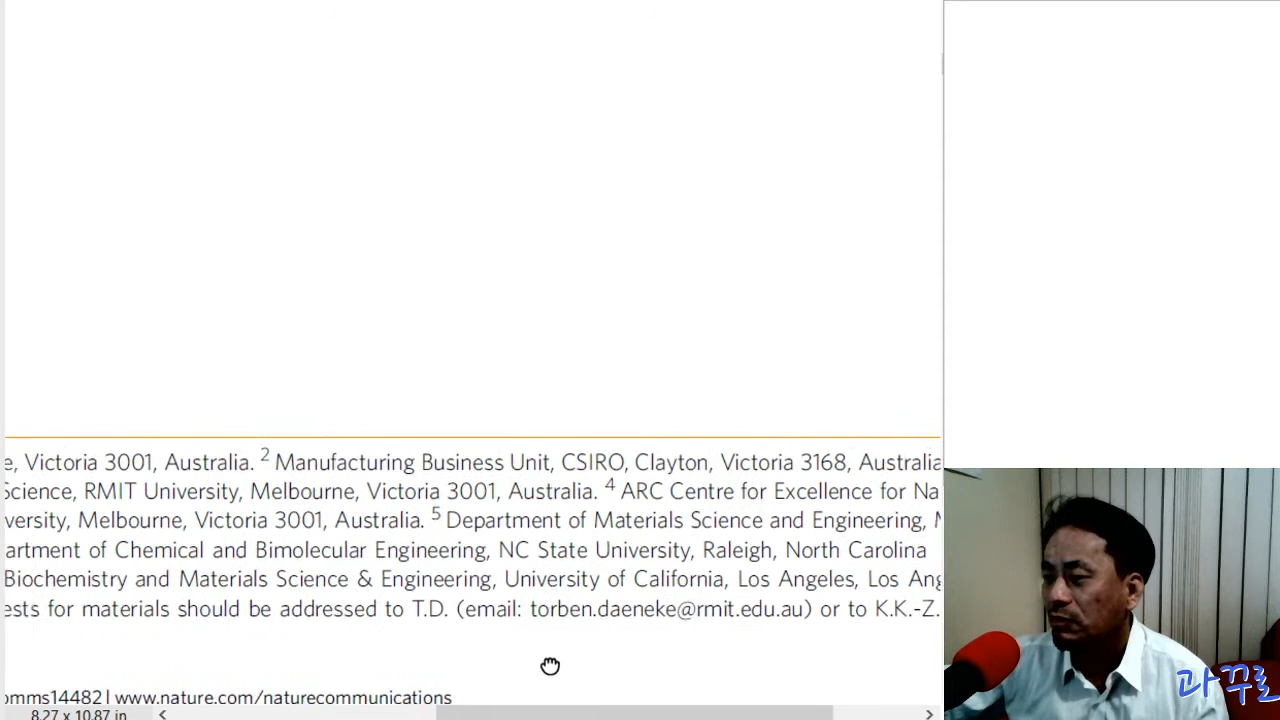 e, Victoria 3001, Australia. 2 Manufacturing Business Unit, CSIRO, Clayton, Victoria 3168, Australia
Science, RMIT University, Melbourne, Victoria 3001, Australia. 4 ARC Centre for Excellence for Na
versity, Melbourne, Victoria 3001, Australia. 5 Department of Materials Science and Engineering,
artment of Chemical and Bimolecular Engineering, NC State University, Raleigh, North Carolina
Biochemistry and Materials Science & Engineering, University of California, Los Angeles, Los Ang
ests for materials should be addressed to T.D. (email: torben.daeneke@rmit.edu.au) or to K.K.-Z.
omms14482 | www.nature.com/naturecommunications
8.27 x 10.87 in
과꾸로